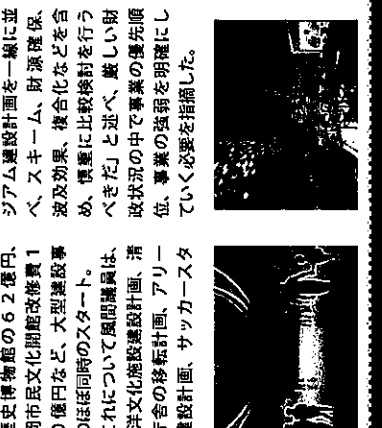 歴史博物館の62億円、
岡市民文化会館改修費1
0億円など、大型建設事
のほぼ同時のスタート。
これについて風間議員は、
洋文化施設建設計画、清
庁舎の移転計画、アリー
建設計画、サッカースタ
ジアム建設計画を一線に並
べ、スキーム、財源確保、
波及効果、複合化などを含
め、慎重に比較検討を行う
べきだ」と述べ、厳しい財
政状況の中で事業の優先順
位、事業の強弱を明確にし
ていく必要を指摘した。